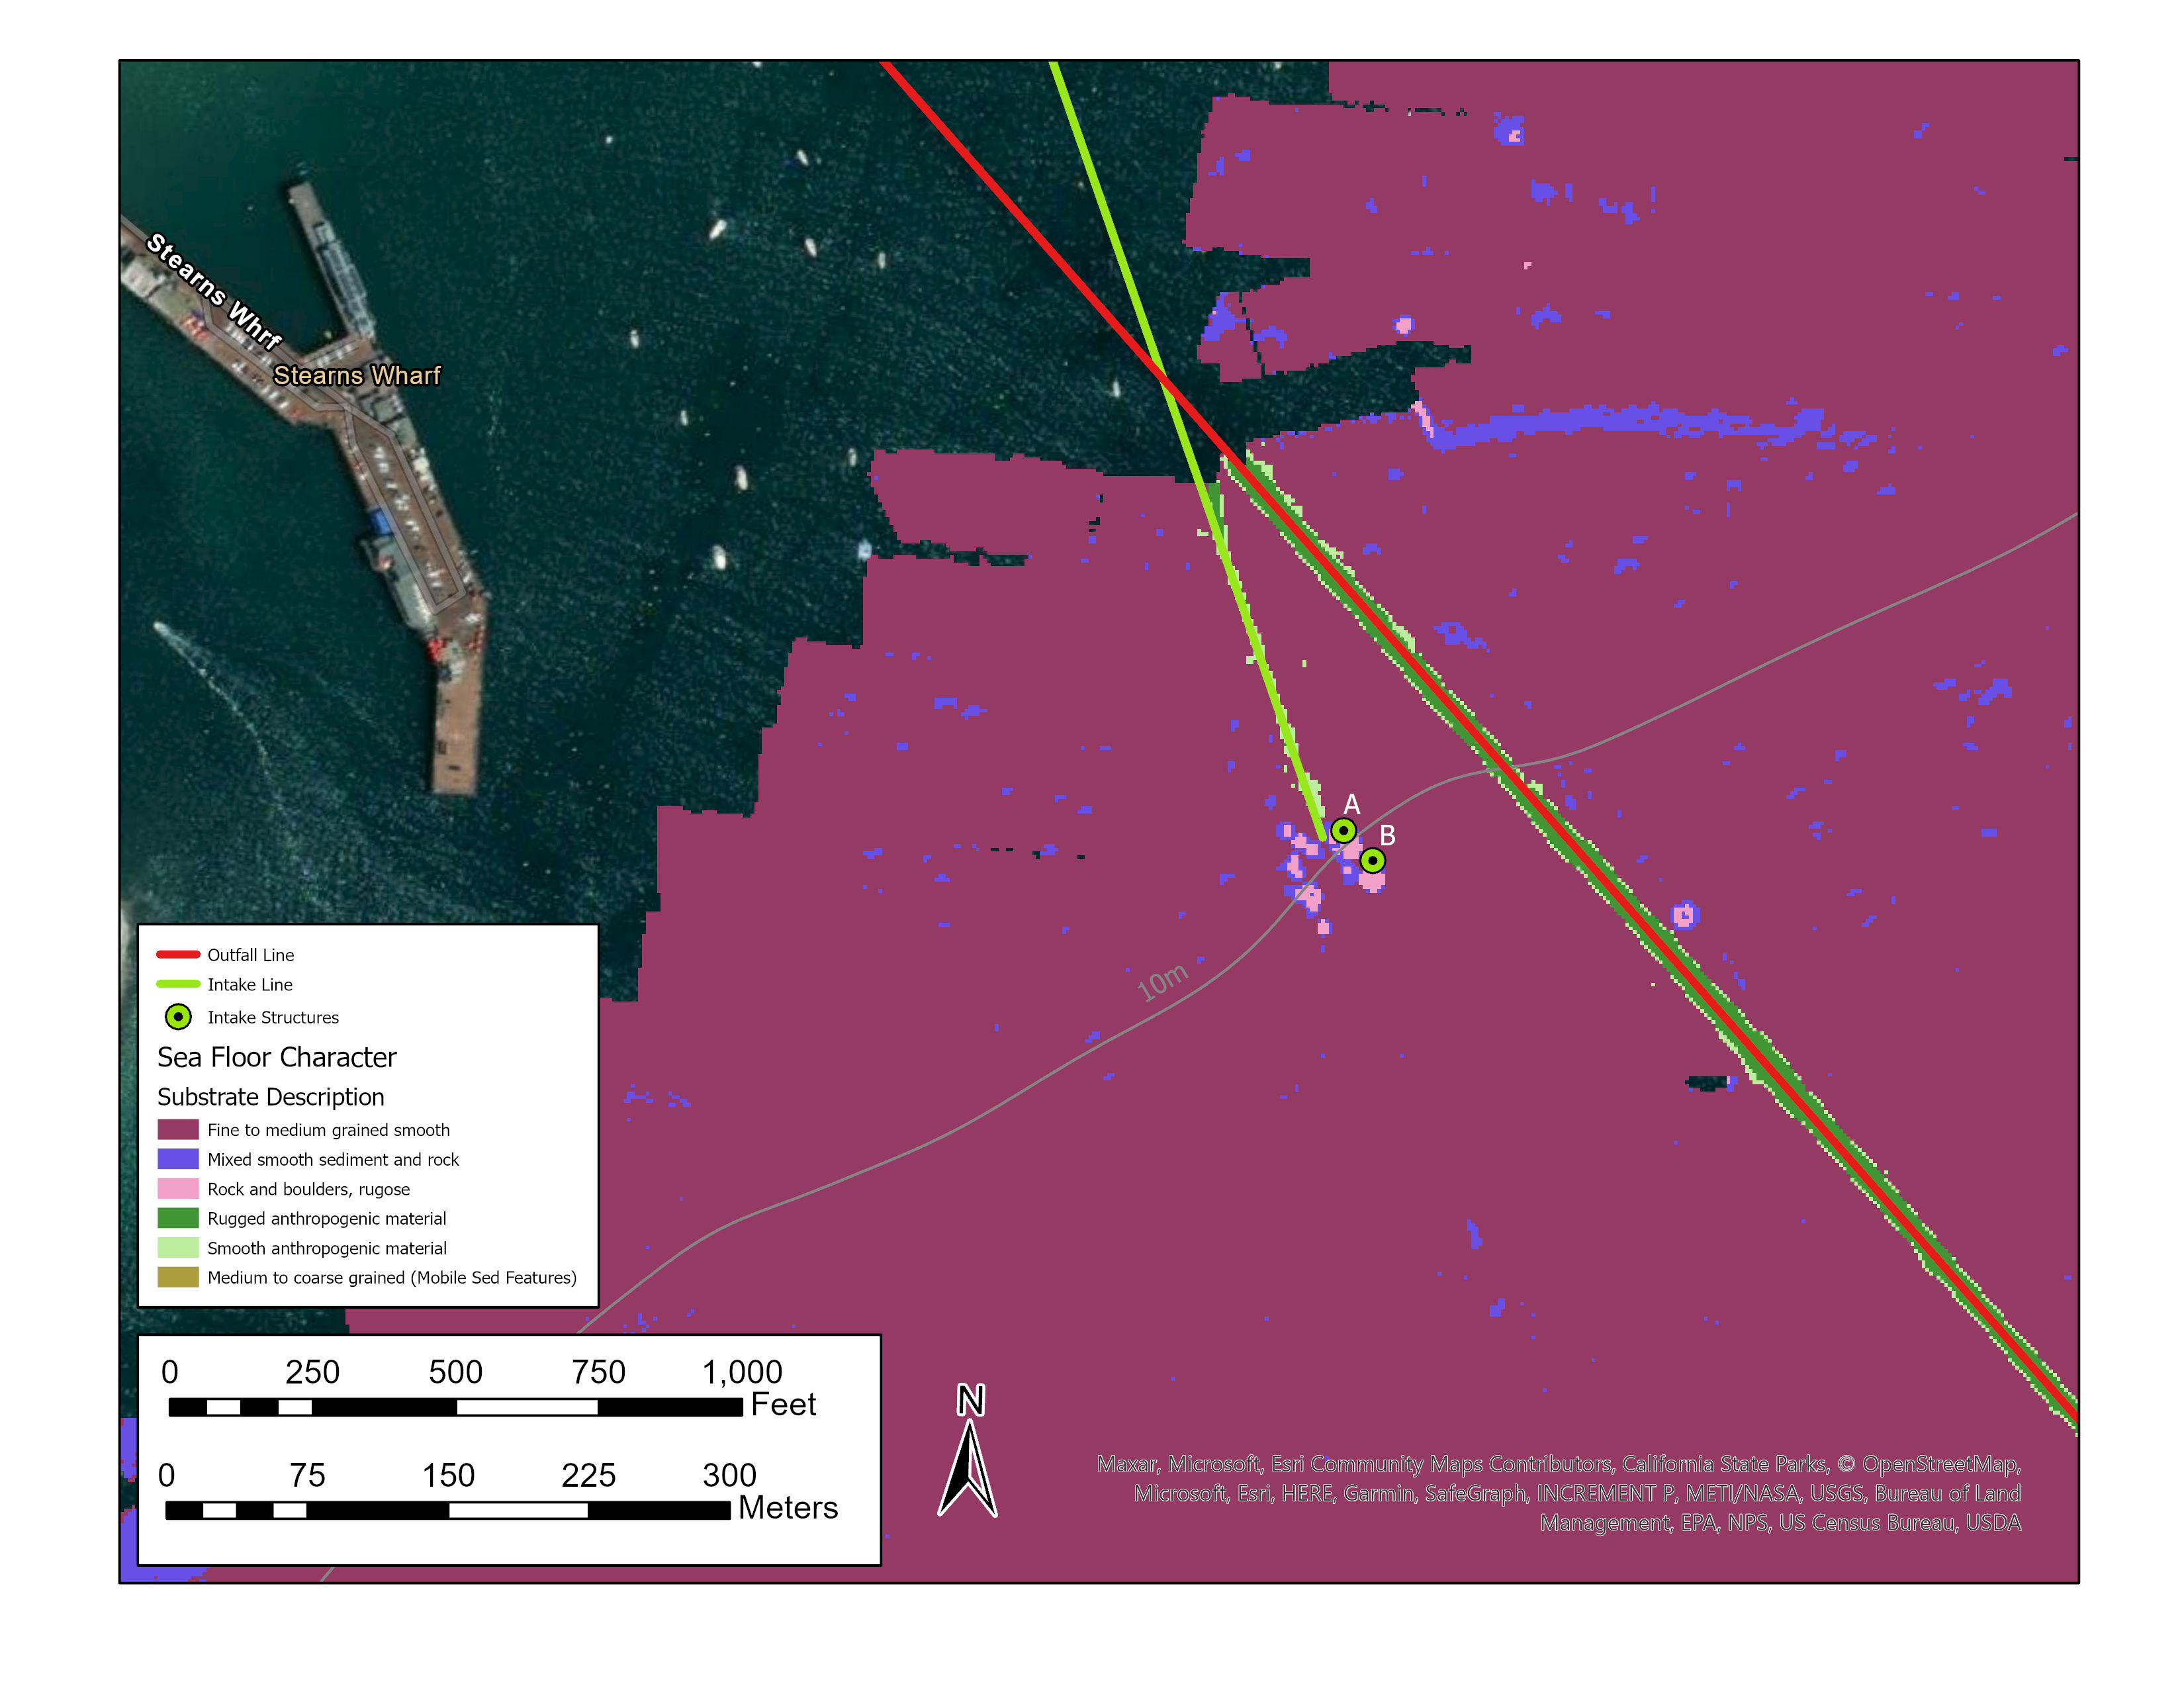 Stearns Whrf
Stearns Wharf
A
B
10m
Outfall Line
Intake Line
Intake Structures
Sea Floor Character
Substrate Description
Fine to medium grained smooth
Mixed smooth sediment and rock
Rock and boulders, rugose
Rugged anthropogenic material
Smooth anthropogenic material
Medium to coarse grained (Mobile Sed Features)
0 250 500 750 1,000
Feet
0 75 150 225 300
Meters
N
Maxar, Microsoft, Esri Community Maps Contributors, California State Parks, © OpenStreetMap,
Microsoft, Esri, HERE, Garmin, SafeGraph, INCREMENT P, METI/NASA, USGS, Bureau of Land
Management, EPA, NPS, US Census Bureau, USDA